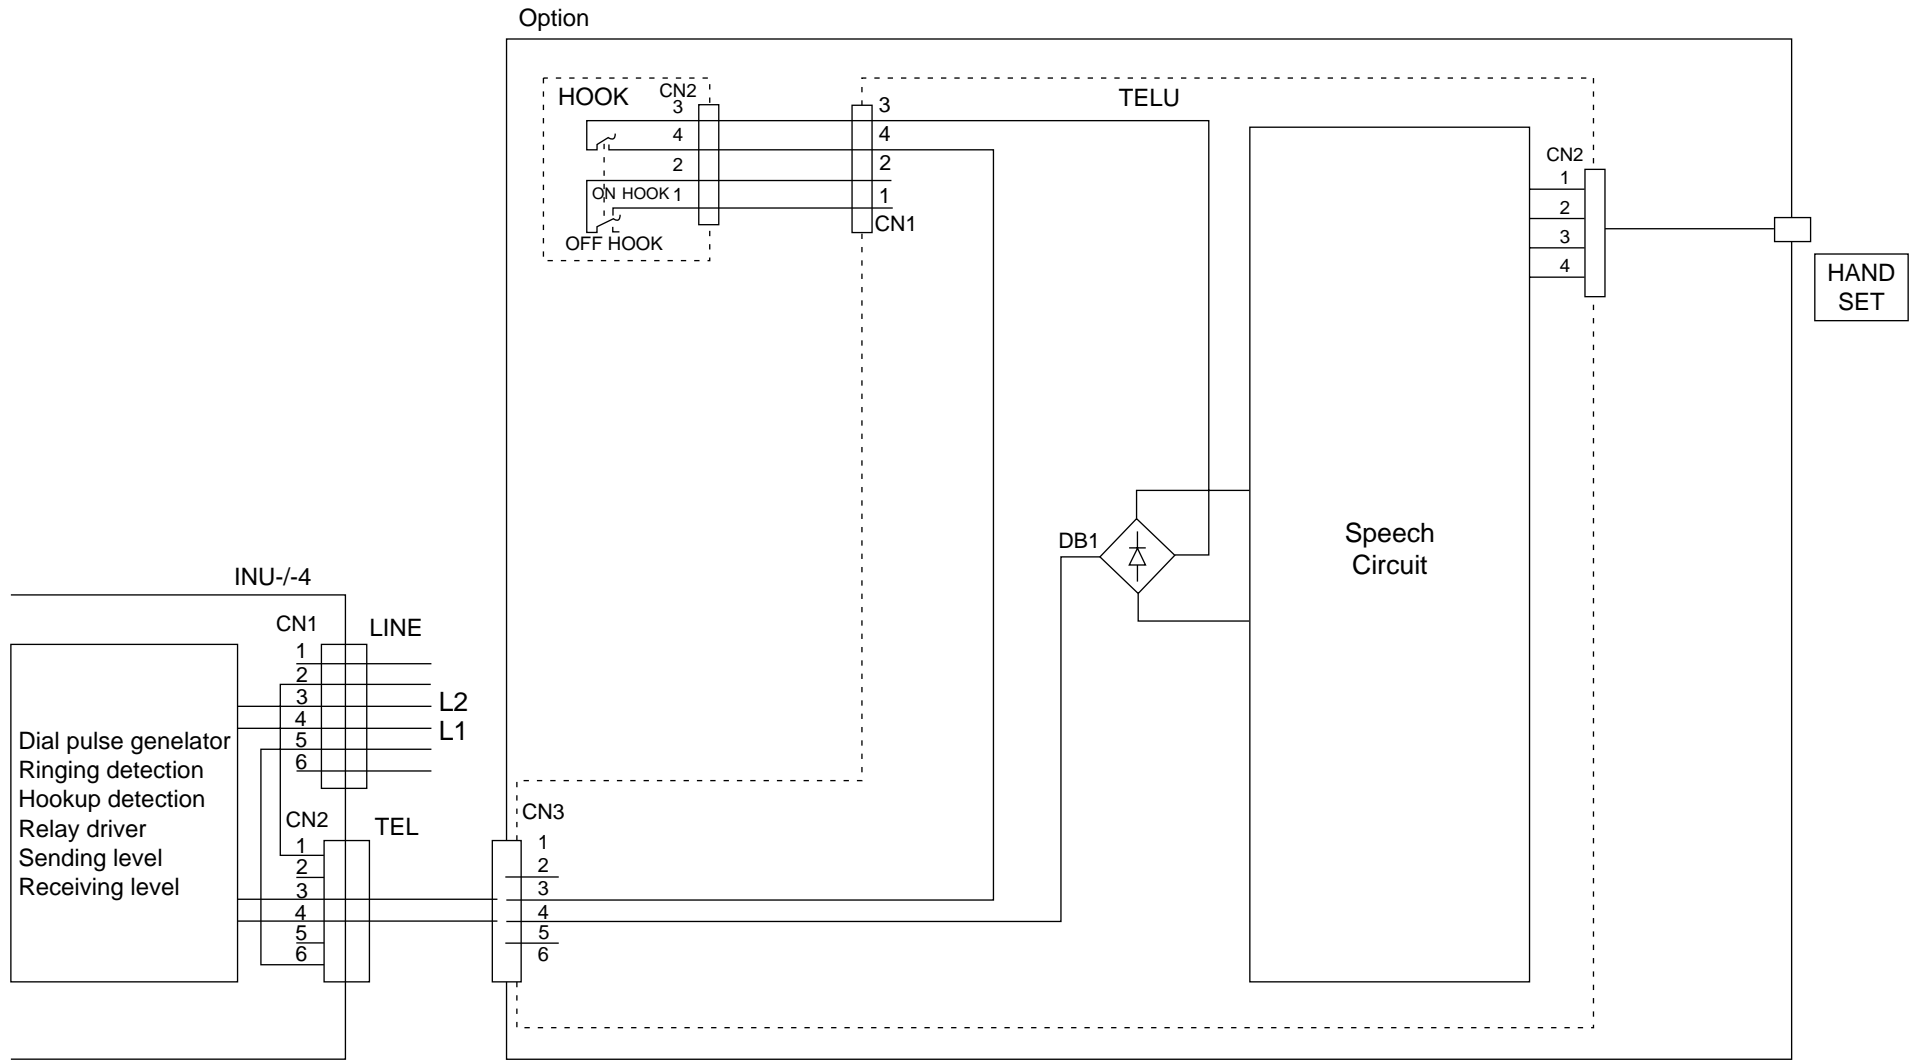 Option
HOOK
CN2
3
4
2
ON HOOK 1
OFF HOOK
3
4
2
1
CN1
TELU
CN2
1
2
3
4
HAND
SET
DB1
Speech
Circuit
INU-/-4
CN1
LINE
1
2
3
4
5
6
L2
L1
Dial pulse genelator
Ringing detection
Hookup detection
Relay driver
Sending level
Receiving level
CN2
TEL
1
2
3
4
5
6
CN3
1
2
3
4
5
6